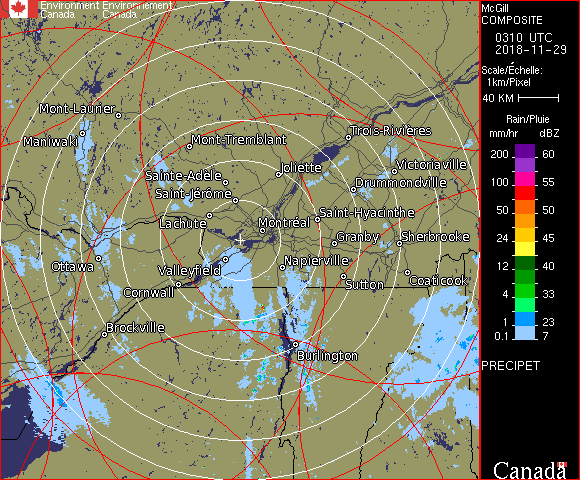 Environment Environnement
Canada Canada
McGill
COMPOSITE
0310 UTC
2018-11-29
Scale/Échelle:
1km/Pixel
40 KM
Rain/Pluie
mm/hr dBZ
200 60
100 55
50 50
24 45
12 40
4 33
1 23
0.1 7
PRECIPET
Canada
Mont-Laurier
Maniwaki
Mont-Tremblant
Trois-Rivières
Victoriaville
Joliette
Sainte-Adèle
Drummondville
Saint-Jérôme
Saint-Hyacinthe
Lachute
Montréal
Granby
Sherbrooke
Ottawa
Valleyfield
Napierville
Cornwall
Sutton
Coaticook
Brockville
Burlington